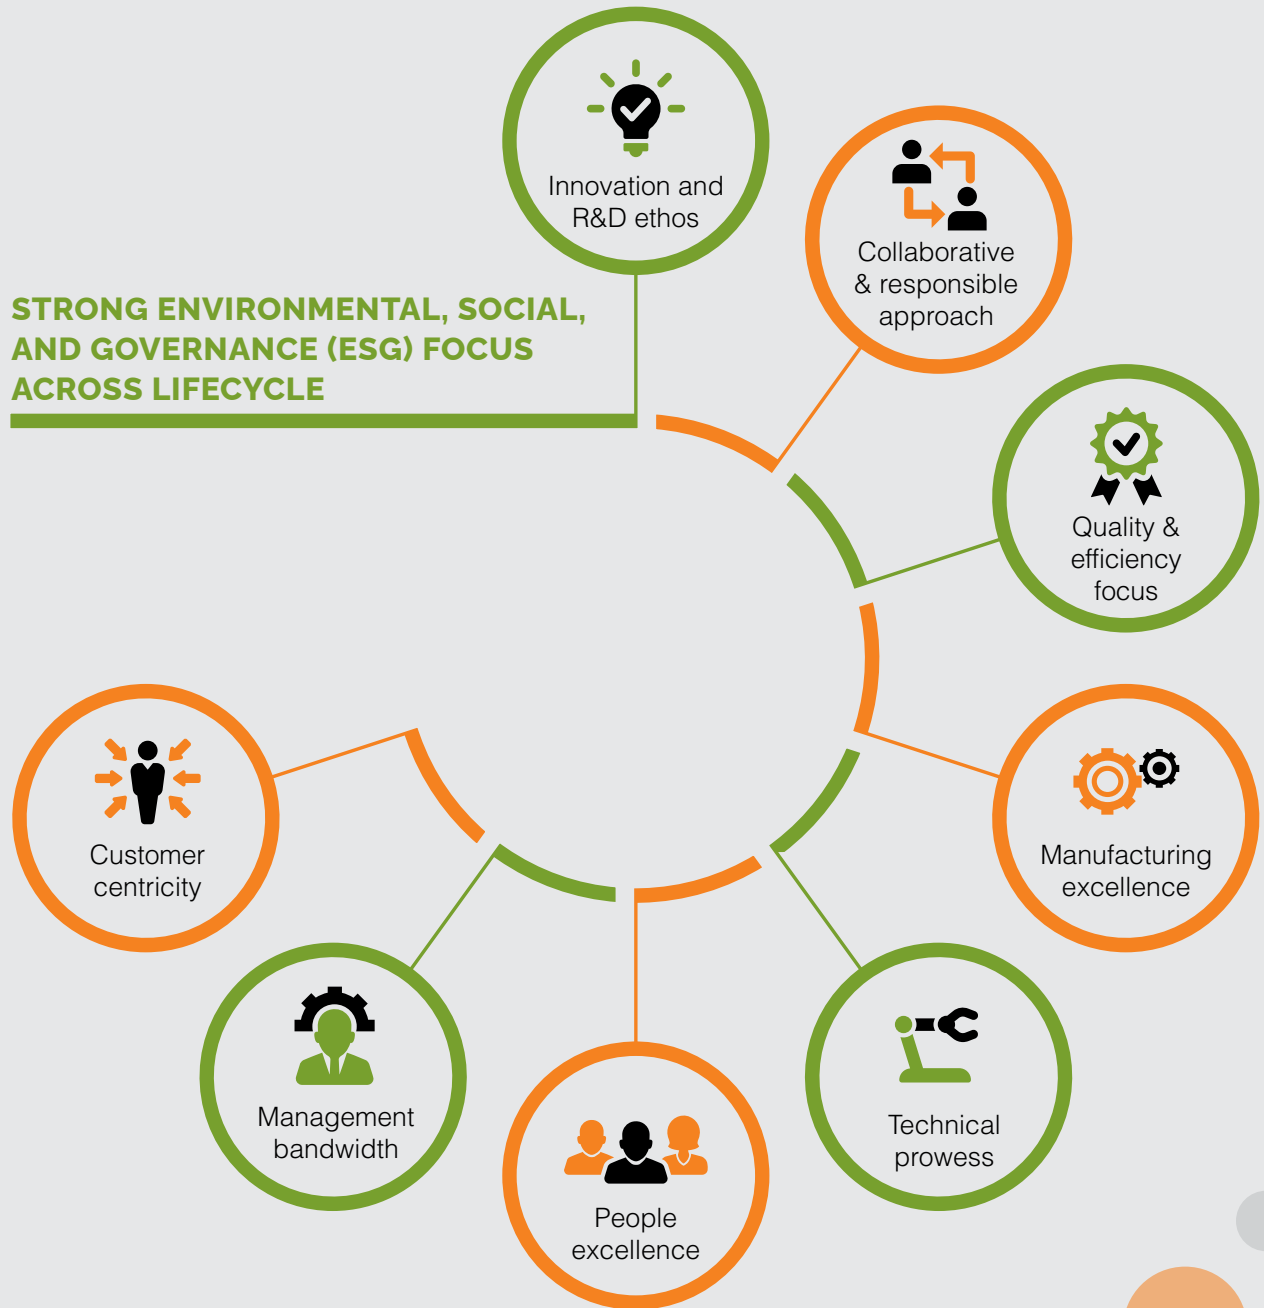 STRONG ENVIRONMENTAL, SOCIAL,
AND GOVERNANCE (ESG) FOCUS
ACROSS LIFECYCLE
Innovation and
R&D ethos
Collaborative
& responsible
approach
Quality &
efficiency
focus
Manufacturing
excellence
Technical
prowess
People
excellence
Management
bandwidth
Customer
centricity